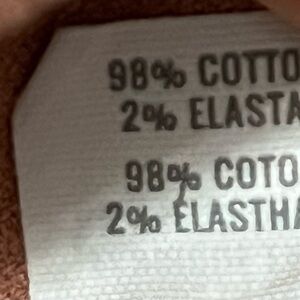 98% COTTO
2% ELASTA
98% COTO
2% ELASTHA